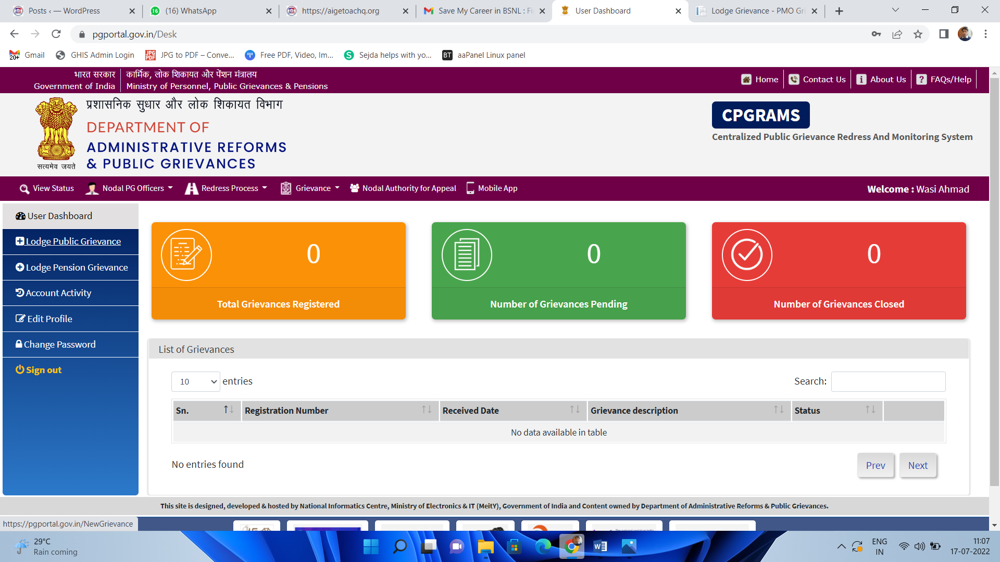 Posts ‹ — WordPress
(16) WhatsApp
https://aigetoachq.org
Save My Career in BSNL : Fi
User Dashboard
Lodge Grievance - PMO Gri
pgportal.gov.in/Desk
20+
Gmail
GHIS Admin Login
JPG PDF
JPG to PDF – Conve...
Free PDF, Video, Im...
Sejda helps with yo...
BT
aaPanel Linux panel
भारत सरकार
Government of India
कार्मिक, लोक शिकायत और पेंशन मंत्रालय
Ministry of Personnel, Public Grievances & Pensions
Home
Contact Us
About Us
FAQs/Help
सत्यमेव जयते
प्रशासनिक सुधार और लोक शिकायत विभाग
DEPARTMENT OF
ADMINISTRATIVE REFORMS
& PUBLIC GRIEVANCES
CPGRAMS
Centralized Public Grievance Redress And Monitoring System
View Status
Nodal PG Officers
Redress Process
Grievance
Nodal Authority for Appeal
Mobile App
Welcome : Wasi Ahmad
User Dashboard
Lodge Public Grievance
Lodge Pension Grievance
Account Activity
Edit Profile
Change Password
Sign out
0
Total Grievances Registered
0
Number of Grievances Pending
0
Number of Grievances Closed
List of Grievances
10 entries
Search:
Sn.
Registration Number
Received Date
Grievance description
Status
No data available in table
No entries found
Prev
Next
This site is designed, developed & hosted by National Informatics Centre, Ministry of Electronics & IT (MeitY), Government of India and Content owned by Department of Administrative Reforms & Public Grievances.
https://pgportal.gov.in/NewGrievance
29°C
Rain coming
ENG
IN
11:07
17-07-2022